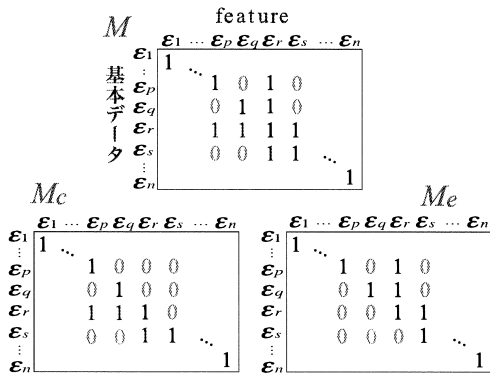 feature
M
ε1 ··· εp εq εr εs ··· εn
基本データ
ε1 1
⋮ ⋱
εp 1 0 1 0
εq 0 1 1 0
εr 1 1 1 1
εs 0 0 1 1 ⋱
⋮
εn 1
Mc
ε1 ··· εp εq εr εs ··· εn
ε1 1
⋮ ⋱
εp 1 0 0 0
εq 0 1 0 0
εr 1 1 1 0
εs 0 0 1 1 ⋱
⋮
εn 1
Me
ε1 ··· εp εq εr εs ··· εn
ε1 1
⋮ ⋱
εp 1 0 1 0
εq 0 1 1 0
εr 0 0 1 1
εs 0 0 0 1 ⋱
⋮
εn 1